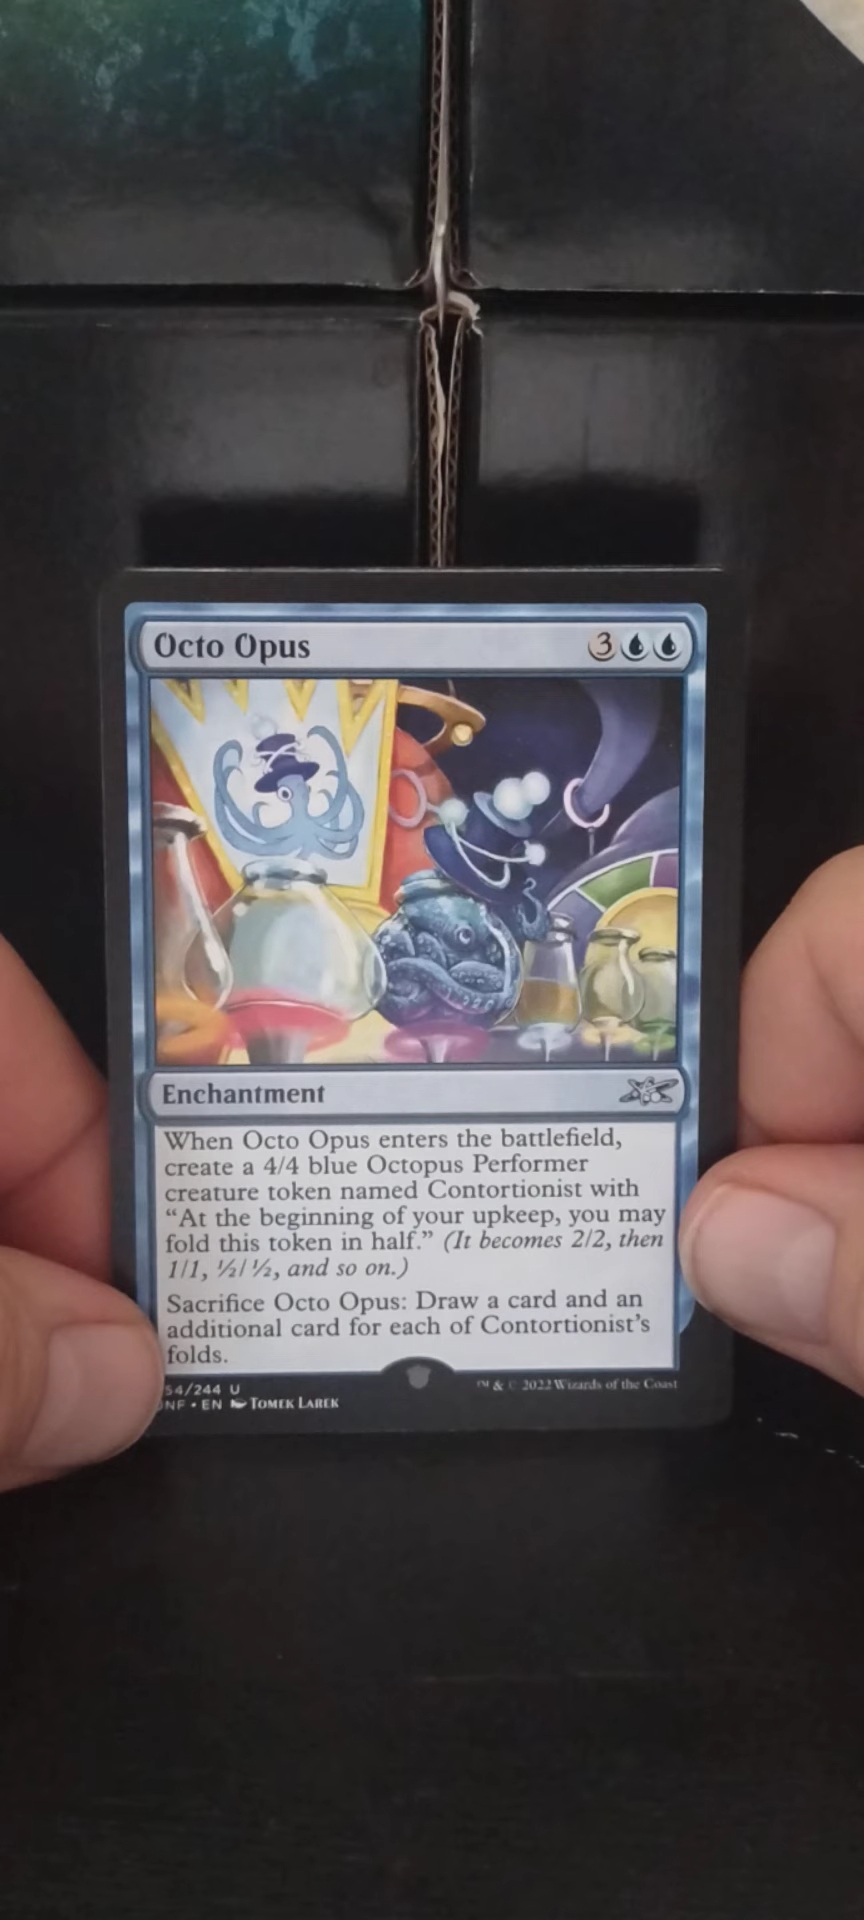 Octo Opus 3
Enchantment
When Octo Opus enters the battlefield,
create a 4/4 blue Octopus Performer
creature token named Contortionist with
“At the beginning of your upkeep, you may
fold this token in half.” (It becomes 2/2, then
1/1, ½/½, and so on.)
Sacrifice Octo Opus: Draw a card and an
additional card for each of Contortionist's
folds.
54/244 U
NF • EN TOMEK LAREK
™ & © 2022 Wizards of the Coast